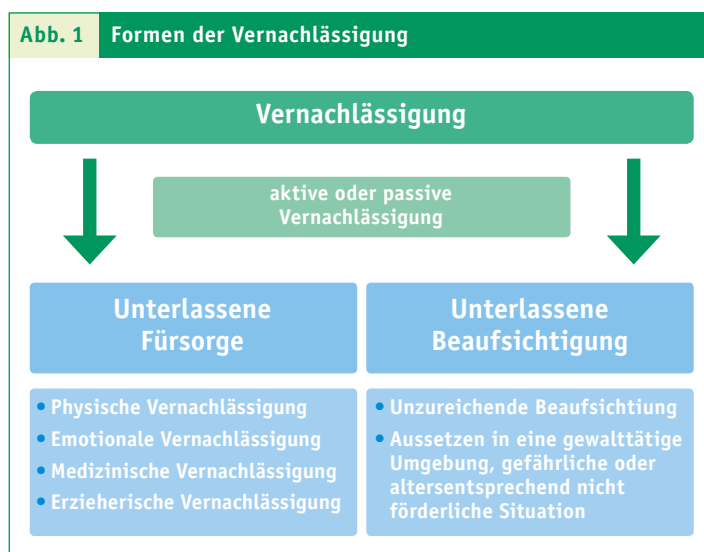 Abb. 1 Formen der Vernachlässigung
Vernachlässigung
aktive oder passive
Vernachlässigung
Unterlassene
Fürsorge
• Physische Vernachlässigung
• Emotionale Vernachlässigung
• Medizinische Vernachlässigung
• Erzieherische Vernachlässigung
Unterlassene
Beaufsichtigung
• Unzureichende Beaufsichtiung
• Aussetzen in eine gewalttätige
Umgebung, gefährliche oder
altersentsprechend nicht
förderliche Situation